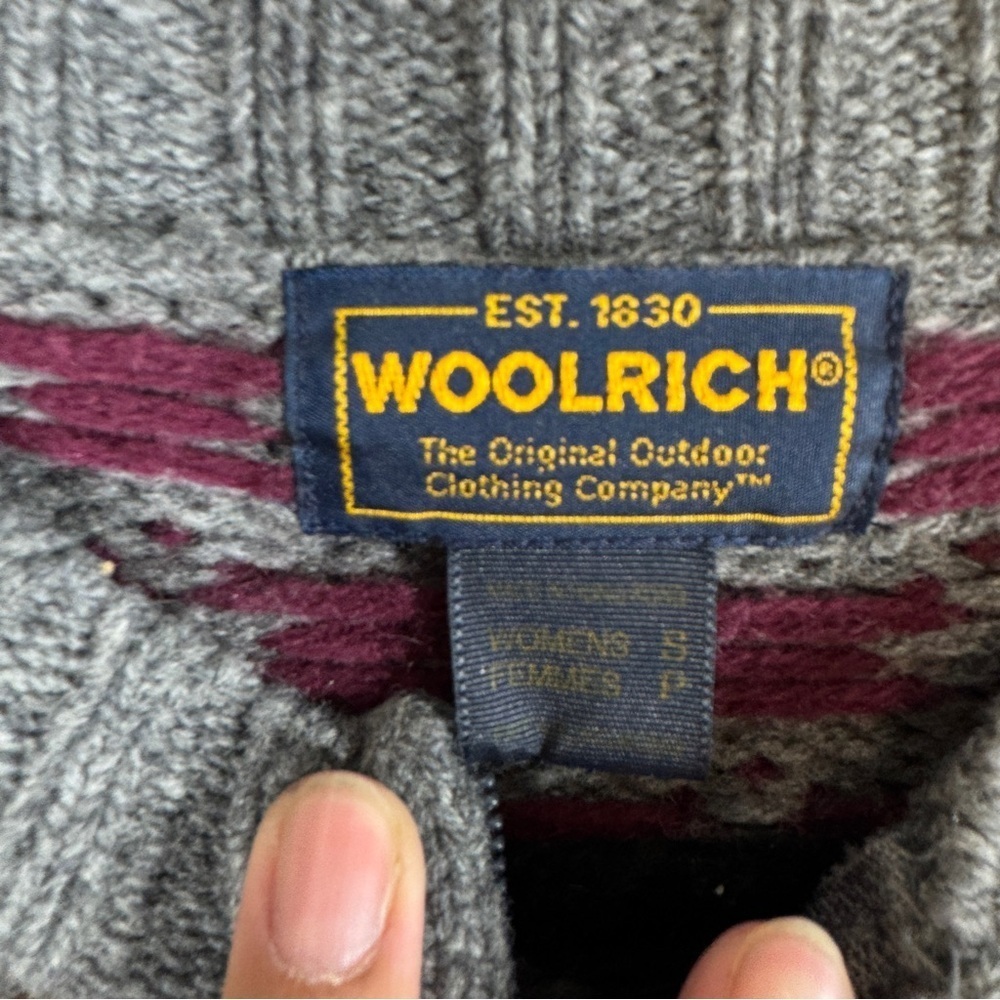 EST. 1830
WOOLRICH®
The Original Outdoor
Clothing Company™
WOMENS S
FEMMES P